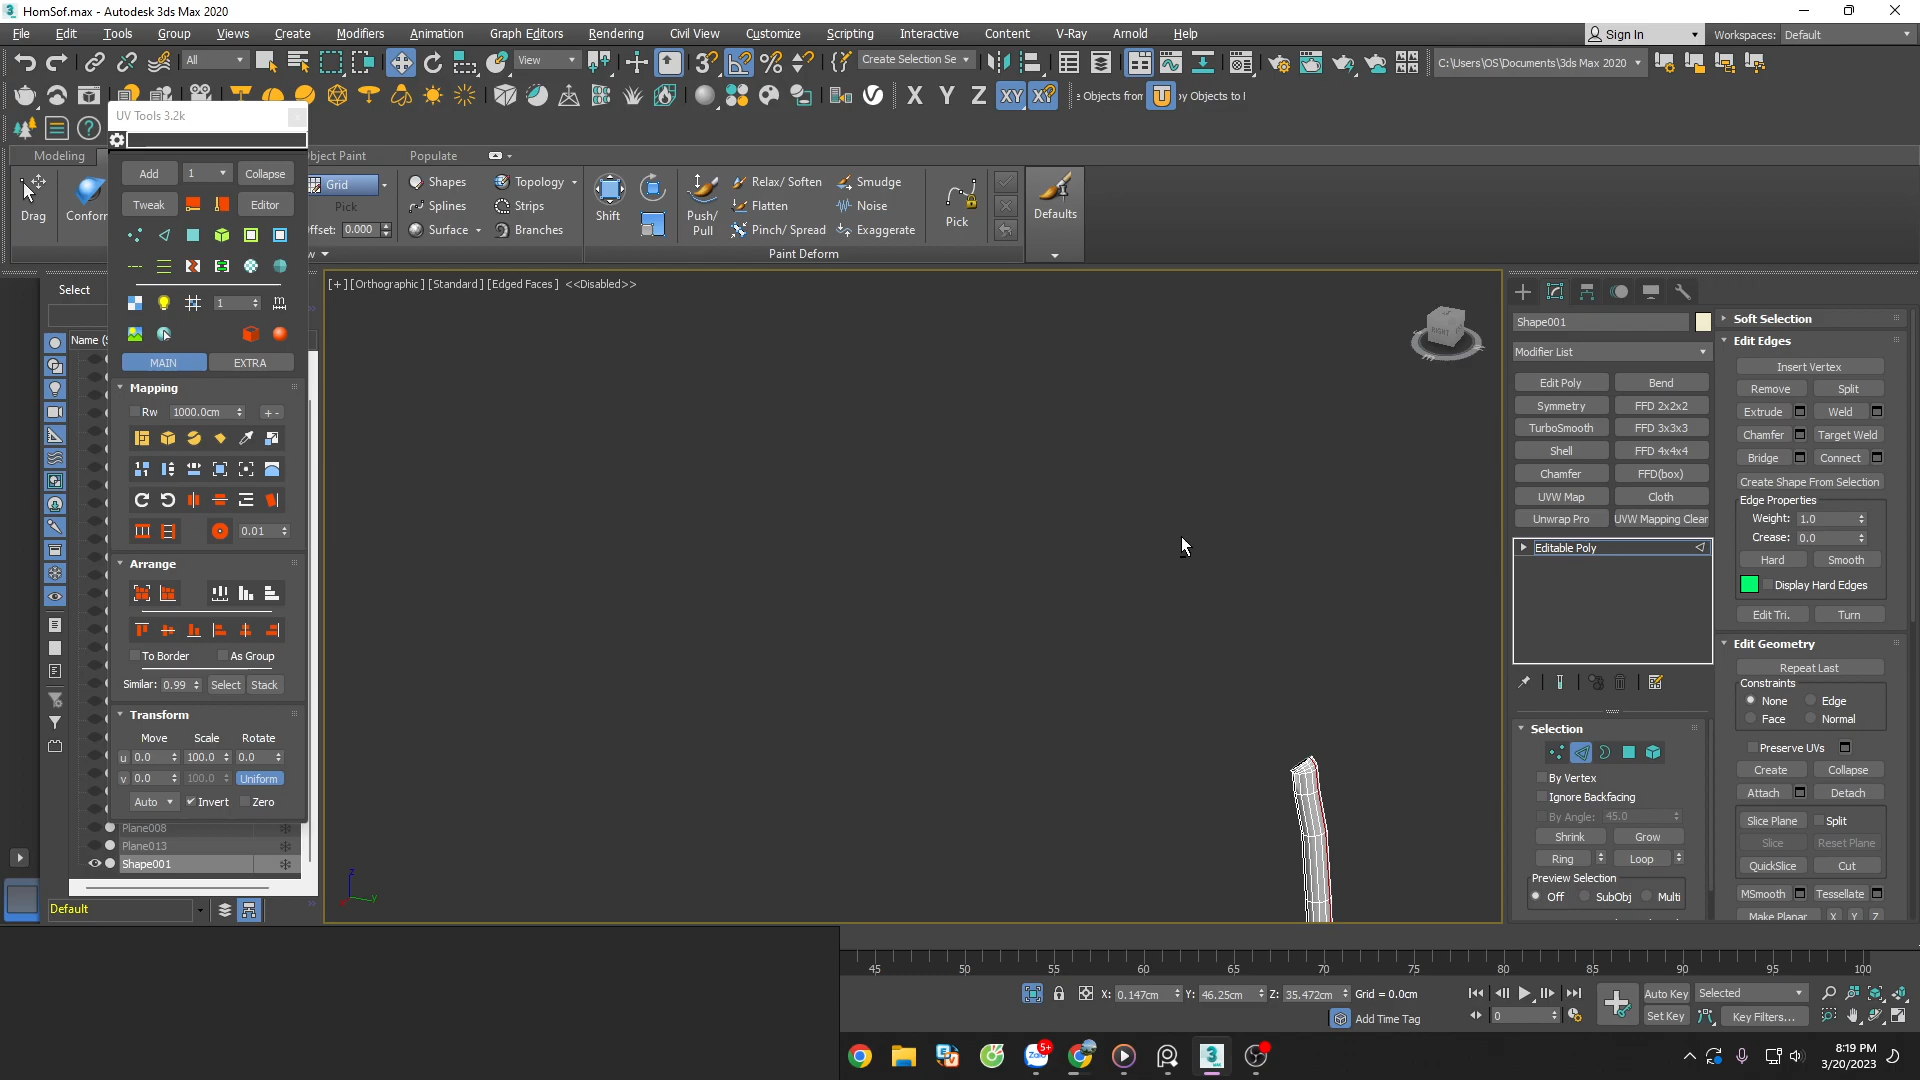 HomSof.max - Autodesk 3ds Max 2020
File Edit Tools Group Views Create Modifiers Animation Graph Editors Rendering Civil View Customize Scripting Interactive Content V-Ray Arnold Help
Sign In Workspaces: Default
All View Create Selection Se C:\Users\OS\Documents\3ds Max 2020
X Y Z XY XY e Objects from y Objects to l
UV Tools 3.2k
Modeling bject Paint Populate
Add 1 Collapse
Tweak Editor
Drag Conform
Grid
Pick
ffset: 0.000
Shapes Topology
Splines Strips
Surface Branches
Shift
Push/ Pull
Relax/ Soften Smudge
Flatten Noise
Pinch/ Spread Exaggerate
Pick
Defaults
w Paint Deform
Select
Name (S
1
MAIN EXTRA
Mapping
Rw 1000.0cm + -
0.01
Arrange
To Border As Group
Similar: 0.99 Select Stack
Transform
Move Scale Rotate
u 0.0 100.0 0.0
v 0.0 100.0 Uniform
Auto Invert Zero
Plane008
Plane013
Shape001
Default
[+] [Orthographic] [Standard] [Edged Faces] <<Disabled>>
RIGHT
z
x y
Shape001
Modifier List
Edit Poly Bend
Symmetry FFD 2x2x2
TurboSmooth FFD 3x3x3
Shell FFD 4x4x4
Chamfer FFD(box)
UVW Map Cloth
Unwrap Pro UVW Mapping Clear
Editable Poly
Selection
By Vertex
Ignore Backfacing
By Angle: 45.0
Shrink Grow
Ring Loop
Preview Selection
Off SubObj Multi
Soft Selection
Edit Edges
Insert Vertex
Remove Split
Extrude Weld
Chamfer Target Weld
Bridge Connect
Create Shape From Selection
Edge Properties
Weight: 1.0
Crease: 0.0
Hard Smooth
Display Hard Edges
Edit Tri. Turn
Edit Geometry
Repeat Last
Constraints
None Edge
Face Normal
Preserve UVs
Create Collapse
Attach Detach
Slice Plane Split
Slice Reset Plane
QuickSlice Cut
MSmooth Tessellate
Make Planar X Y Z
45 50 55 60 65 70 75 80 85 90 95 100
X: 0.147cm Y: 46.25cm Z: 35.472cm Grid = 0.0cm
Add Time Tag
0
Auto Key Selected
Set Key Key Filters...
Zalo 5+
3
MAX
8:19 PM
3/20/2023